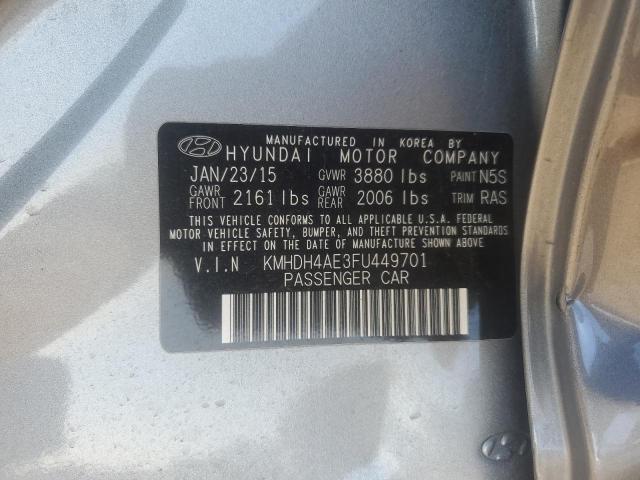 MANUFACTURED IN KOREA BY
HYUNDAI MOTOR COMPANY
JAN/23/15 GVWR 3880 lbs PAINT N5S
GAWR FRONT 2161 lbs GAWR REAR 2006 lbs TRIM RAS
THIS VEHICLE CONFORMS TO ALL APPLICABLE U.S.A. FEDERAL
MOTOR VEHICLE SAFETY, BUMPER, AND THEFT PREVENTION STANDARDS
IN EFFECT ON THE DATE OF MANUFACTURE SHOWN ABOVE.
V.I.N KMHDH4AE3FU449701
PASSENGER CAR